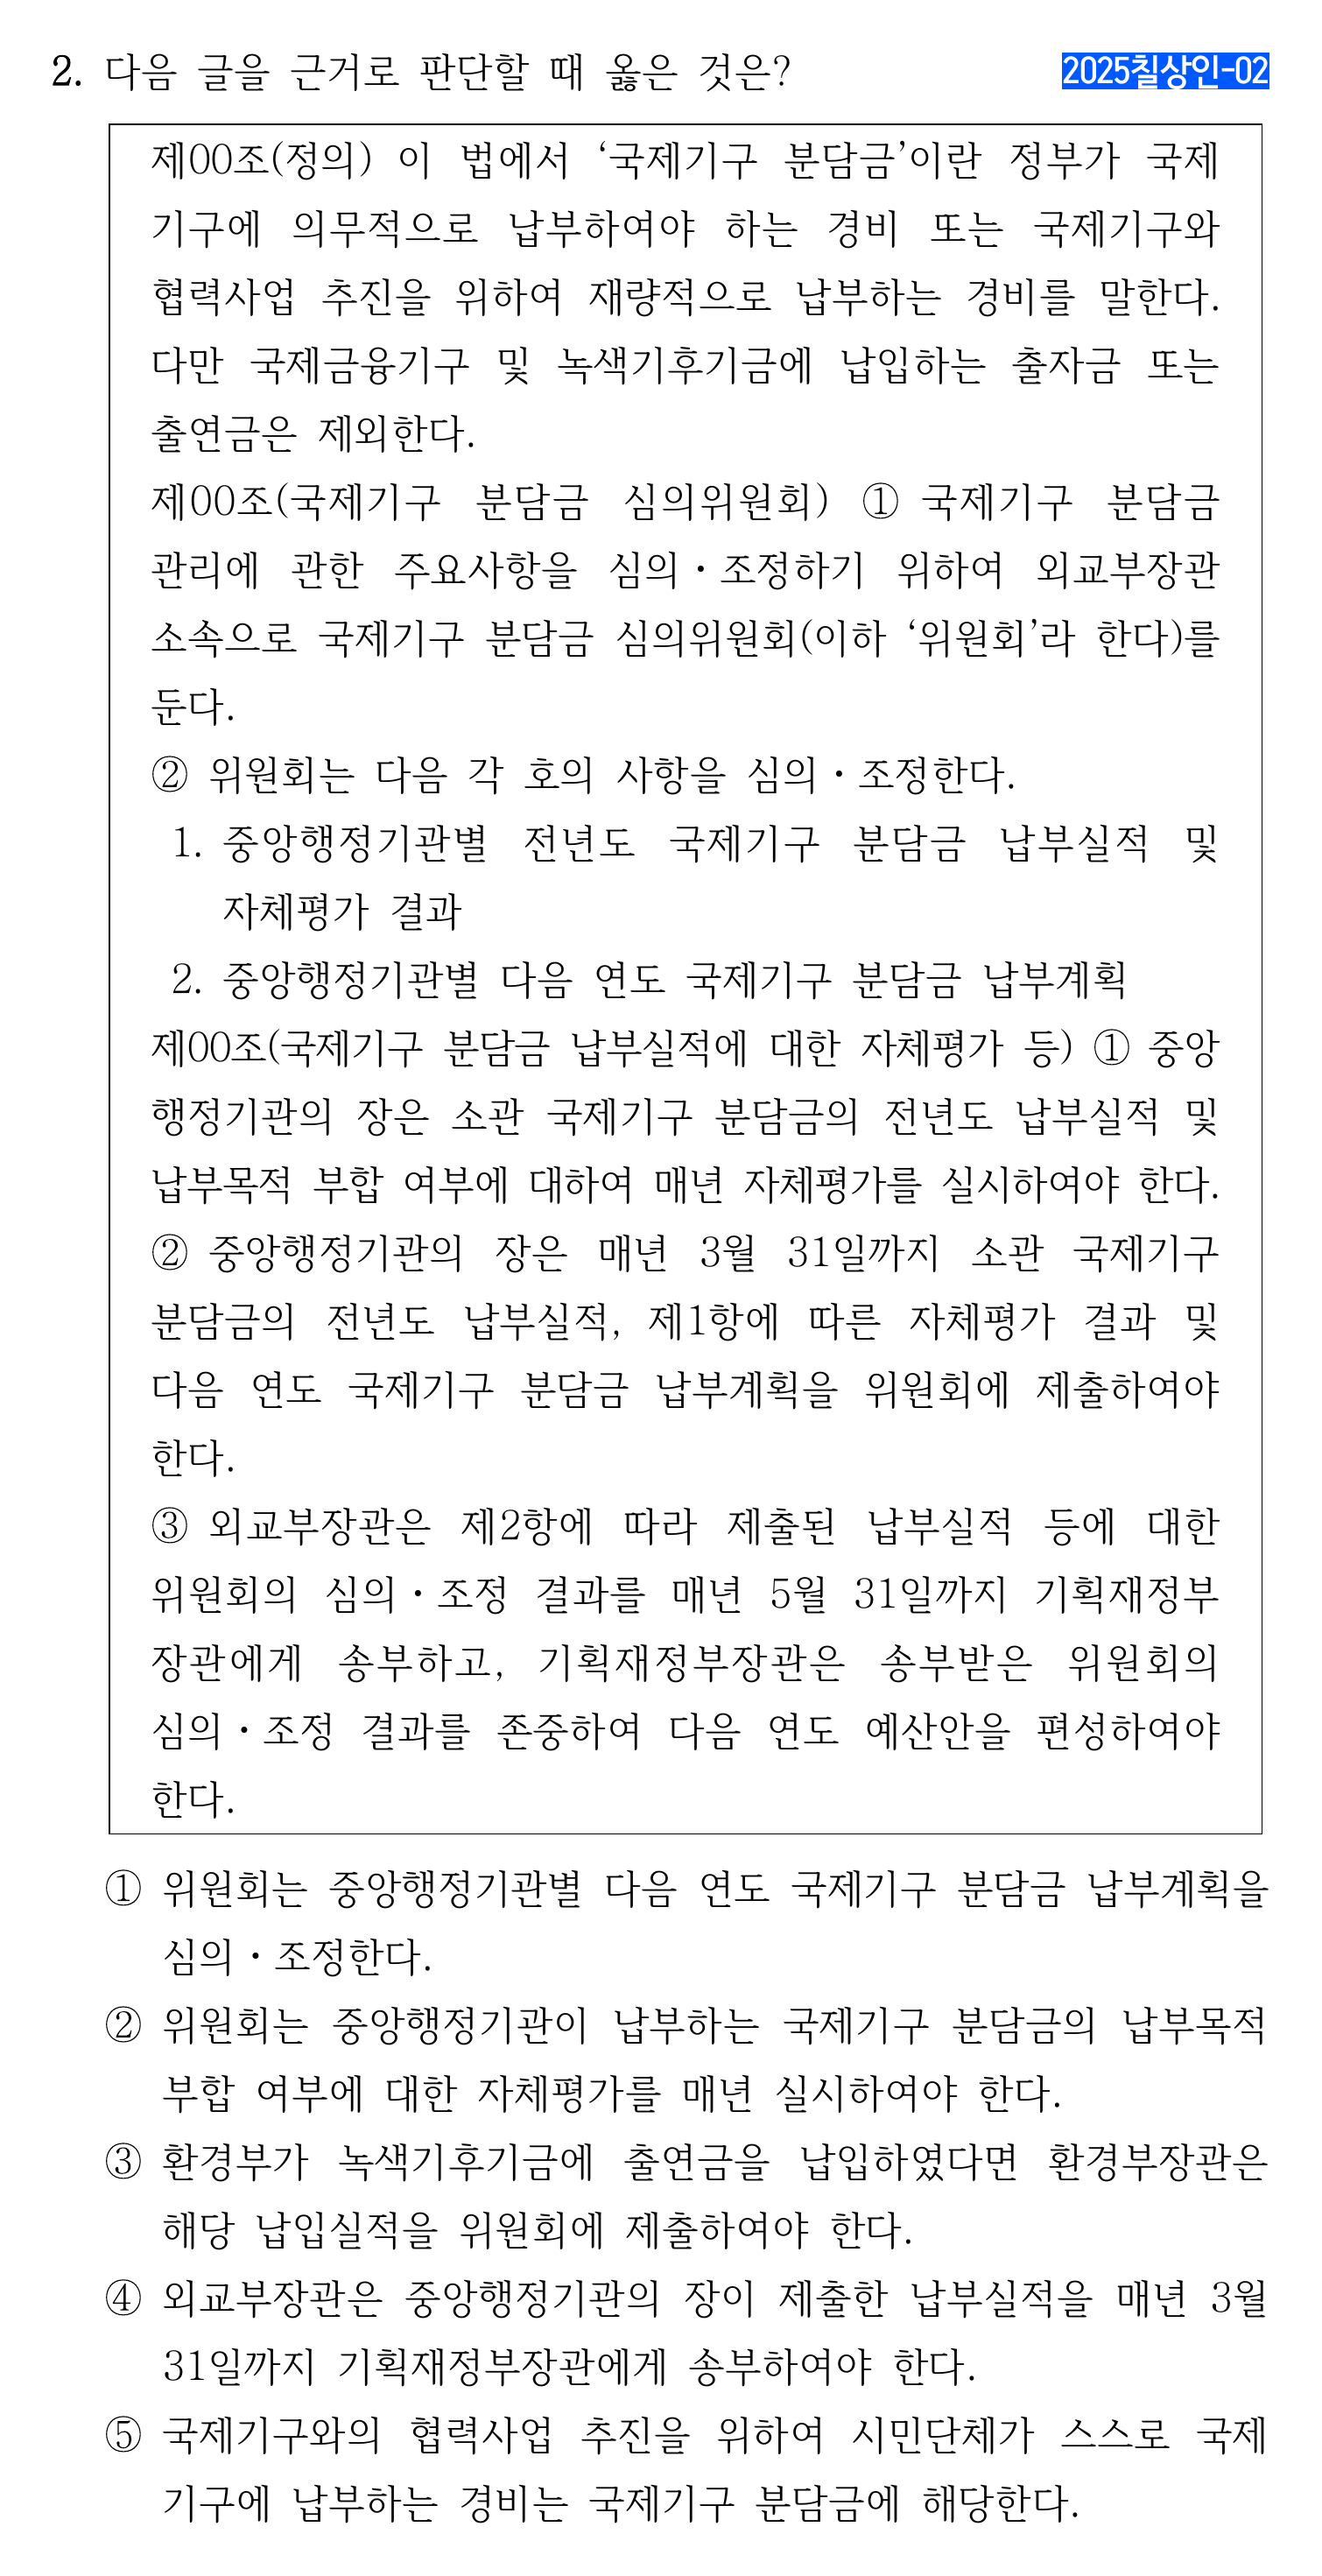 2. 다음 글을 근거로 판단할 때 옳은 것은?
2025칠상인-02
제00조(정의) 이 법에서 ‘국제기구 분담금’이란 정부가 국제
기구에 의무적으로 납부하여야 하는 경비 또는 국제기구와
협력사업 추진을 위하여 재량적으로 납부하는 경비를 말한다.
다만 국제금융기구 및 녹색기후기금에 납입하는 출자금 또는
출연금은 제외한다.
제00조(국제기구 분담금 심의위원회) ① 국제기구 분담금
관리에 관한 주요사항을 심의·조정하기 위하여 외교부장관
소속으로 국제기구 분담금 심의위원회(이하 ‘위원회’라 한다)를
둔다.
② 위원회는 다음 각 호의 사항을 심의·조정한다.
1. 중앙행정기관별 전년도 국제기구 분담금 납부실적 및
자체평가 결과
2. 중앙행정기관별 다음 연도 국제기구 분담금 납부계획
제00조(국제기구 분담금 납부실적에 대한 자체평가 등) ① 중앙
행정기관의 장은 소관 국제기구 분담금의 전년도 납부실적 및
납부목적 부합 여부에 대하여 매년 자체평가를 실시하여야 한다.
② 중앙행정기관의 장은 매년 3월 31일까지 소관 국제기구
분담금의 전년도 납부실적, 제1항에 따른 자체평가 결과 및
다음 연도 국제기구 분담금 납부계획을 위원회에 제출하여야
한다.
③ 외교부장관은 제2항에 따라 제출된 납부실적 등에 대한
위원회의 심의·조정 결과를 매년 5월 31일까지 기획재정부
장관에게 송부하고, 기획재정부장관은 송부받은 위원회의
심의·조정 결과를 존중하여 다음 연도 예산안을 편성하여야
한다.
① 위원회는 중앙행정기관별 다음 연도 국제기구 분담금 납부계획을
심의·조정한다.
② 위원회는 중앙행정기관이 납부하는 국제기구 분담금의 납부목적
부합 여부에 대한 자체평가를 매년 실시하여야 한다.
③ 환경부가 녹색기후기금에 출연금을 납입하였다면 환경부장관은
해당 납입실적을 위원회에 제출하여야 한다.
④ 외교부장관은 중앙행정기관의 장이 제출한 납부실적을 매년 3월
31일까지 기획재정부장관에게 송부하여야 한다.
⑤ 국제기구와의 협력사업 추진을 위하여 시민단체가 스스로 국제
기구에 납부하는 경비는 국제기구 분담금에 해당한다.